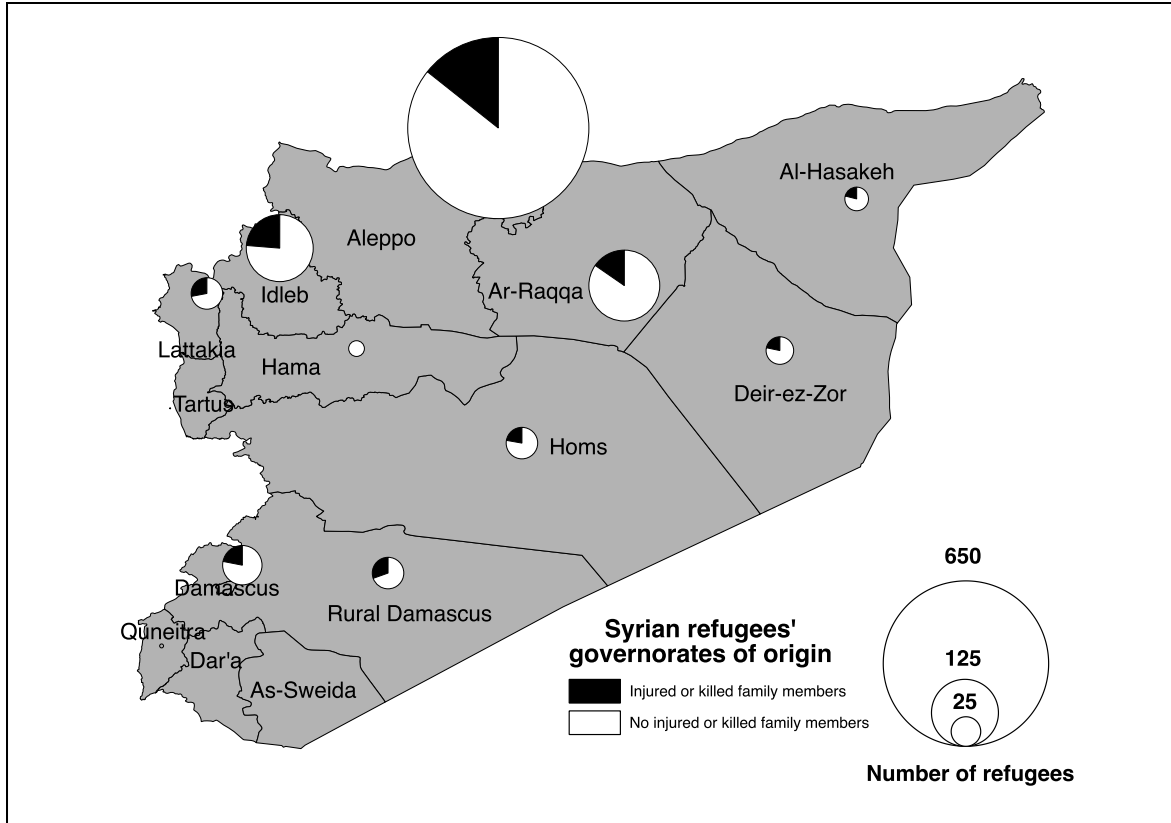 Al-Hasakeh
Aleppo
Ar-Raqqa
Idleb
Lattakia
Hama
Deir-ez-Zor
Tartus
Homs
Damascus
Rural Damascus
Quneitra
Dar'a
As-Sweida
Syrian refugees'
governorates of origin
Injured or killed family members
No injured or killed family members
650
125
25
Number of refugees